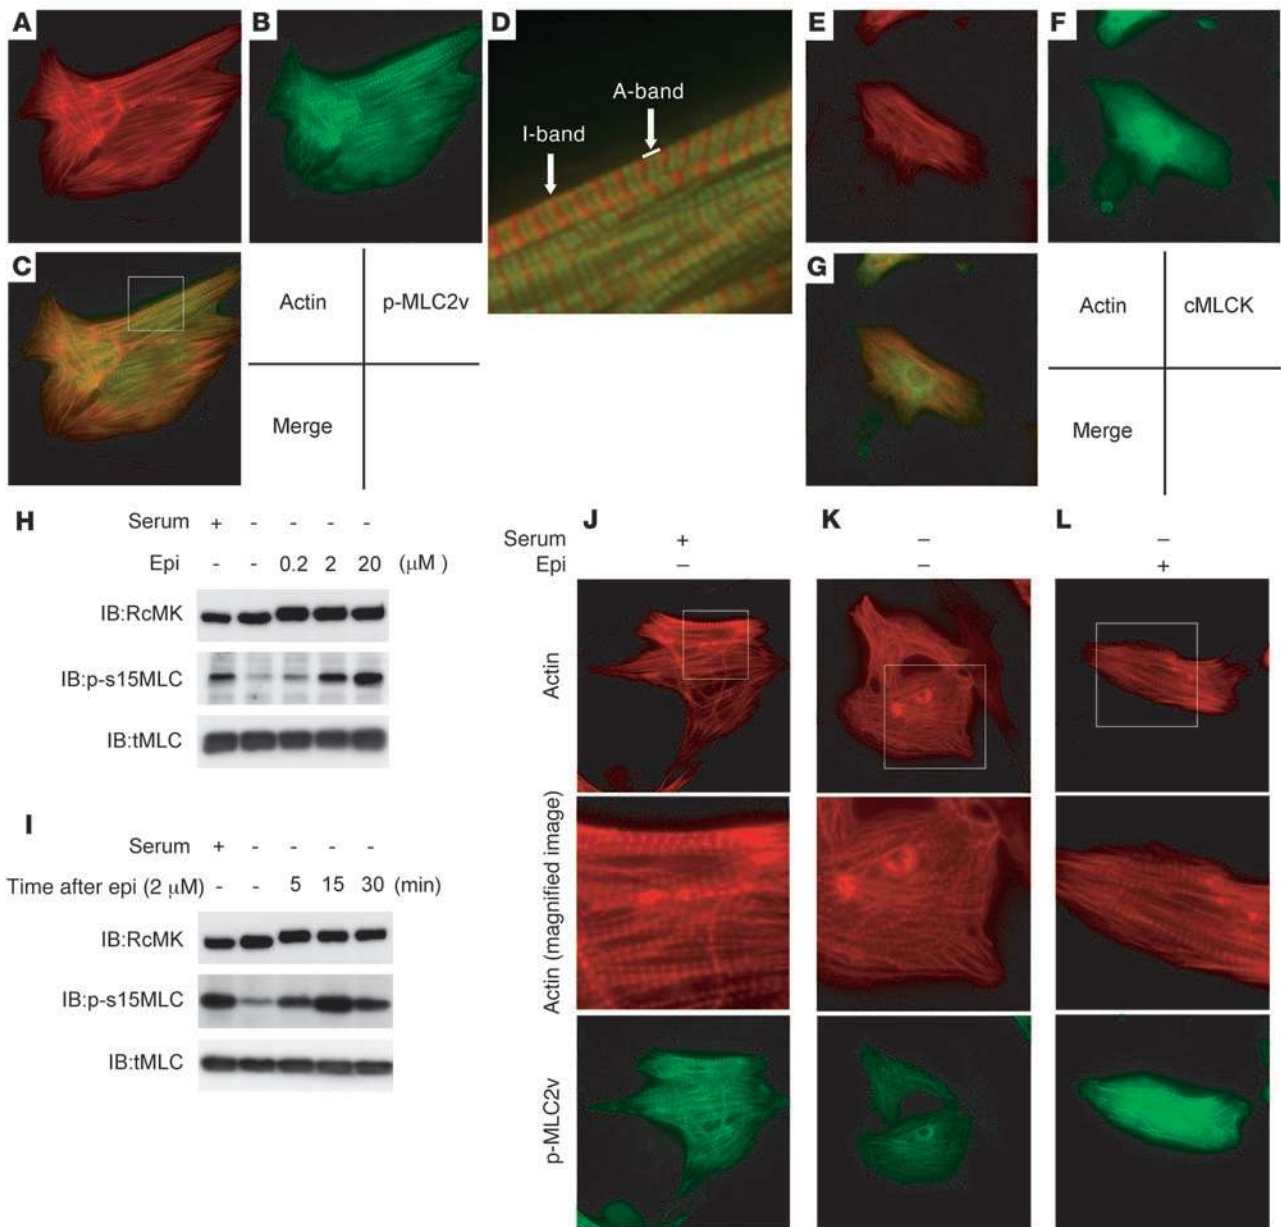 A
B
D
E
F
A-band
I-band
C
G
Actin
p-MLC2v
Merge
Actin
cMLCK
Merge
H
Serum + - - - -
Epi - - 0.2 2 20 (μM)
IB:RcMK
IB:p-s15MLC
IB:tMLC
I
Serum + - - - -
Time after epi (2 μM) - - 5 15 30 (min)
IB:RcMK
IB:p-s15MLC
IB:tMLC
J
K
L
Serum + – –
Epi – – +
Actin
Actin (magnified image)
p-MLC2v